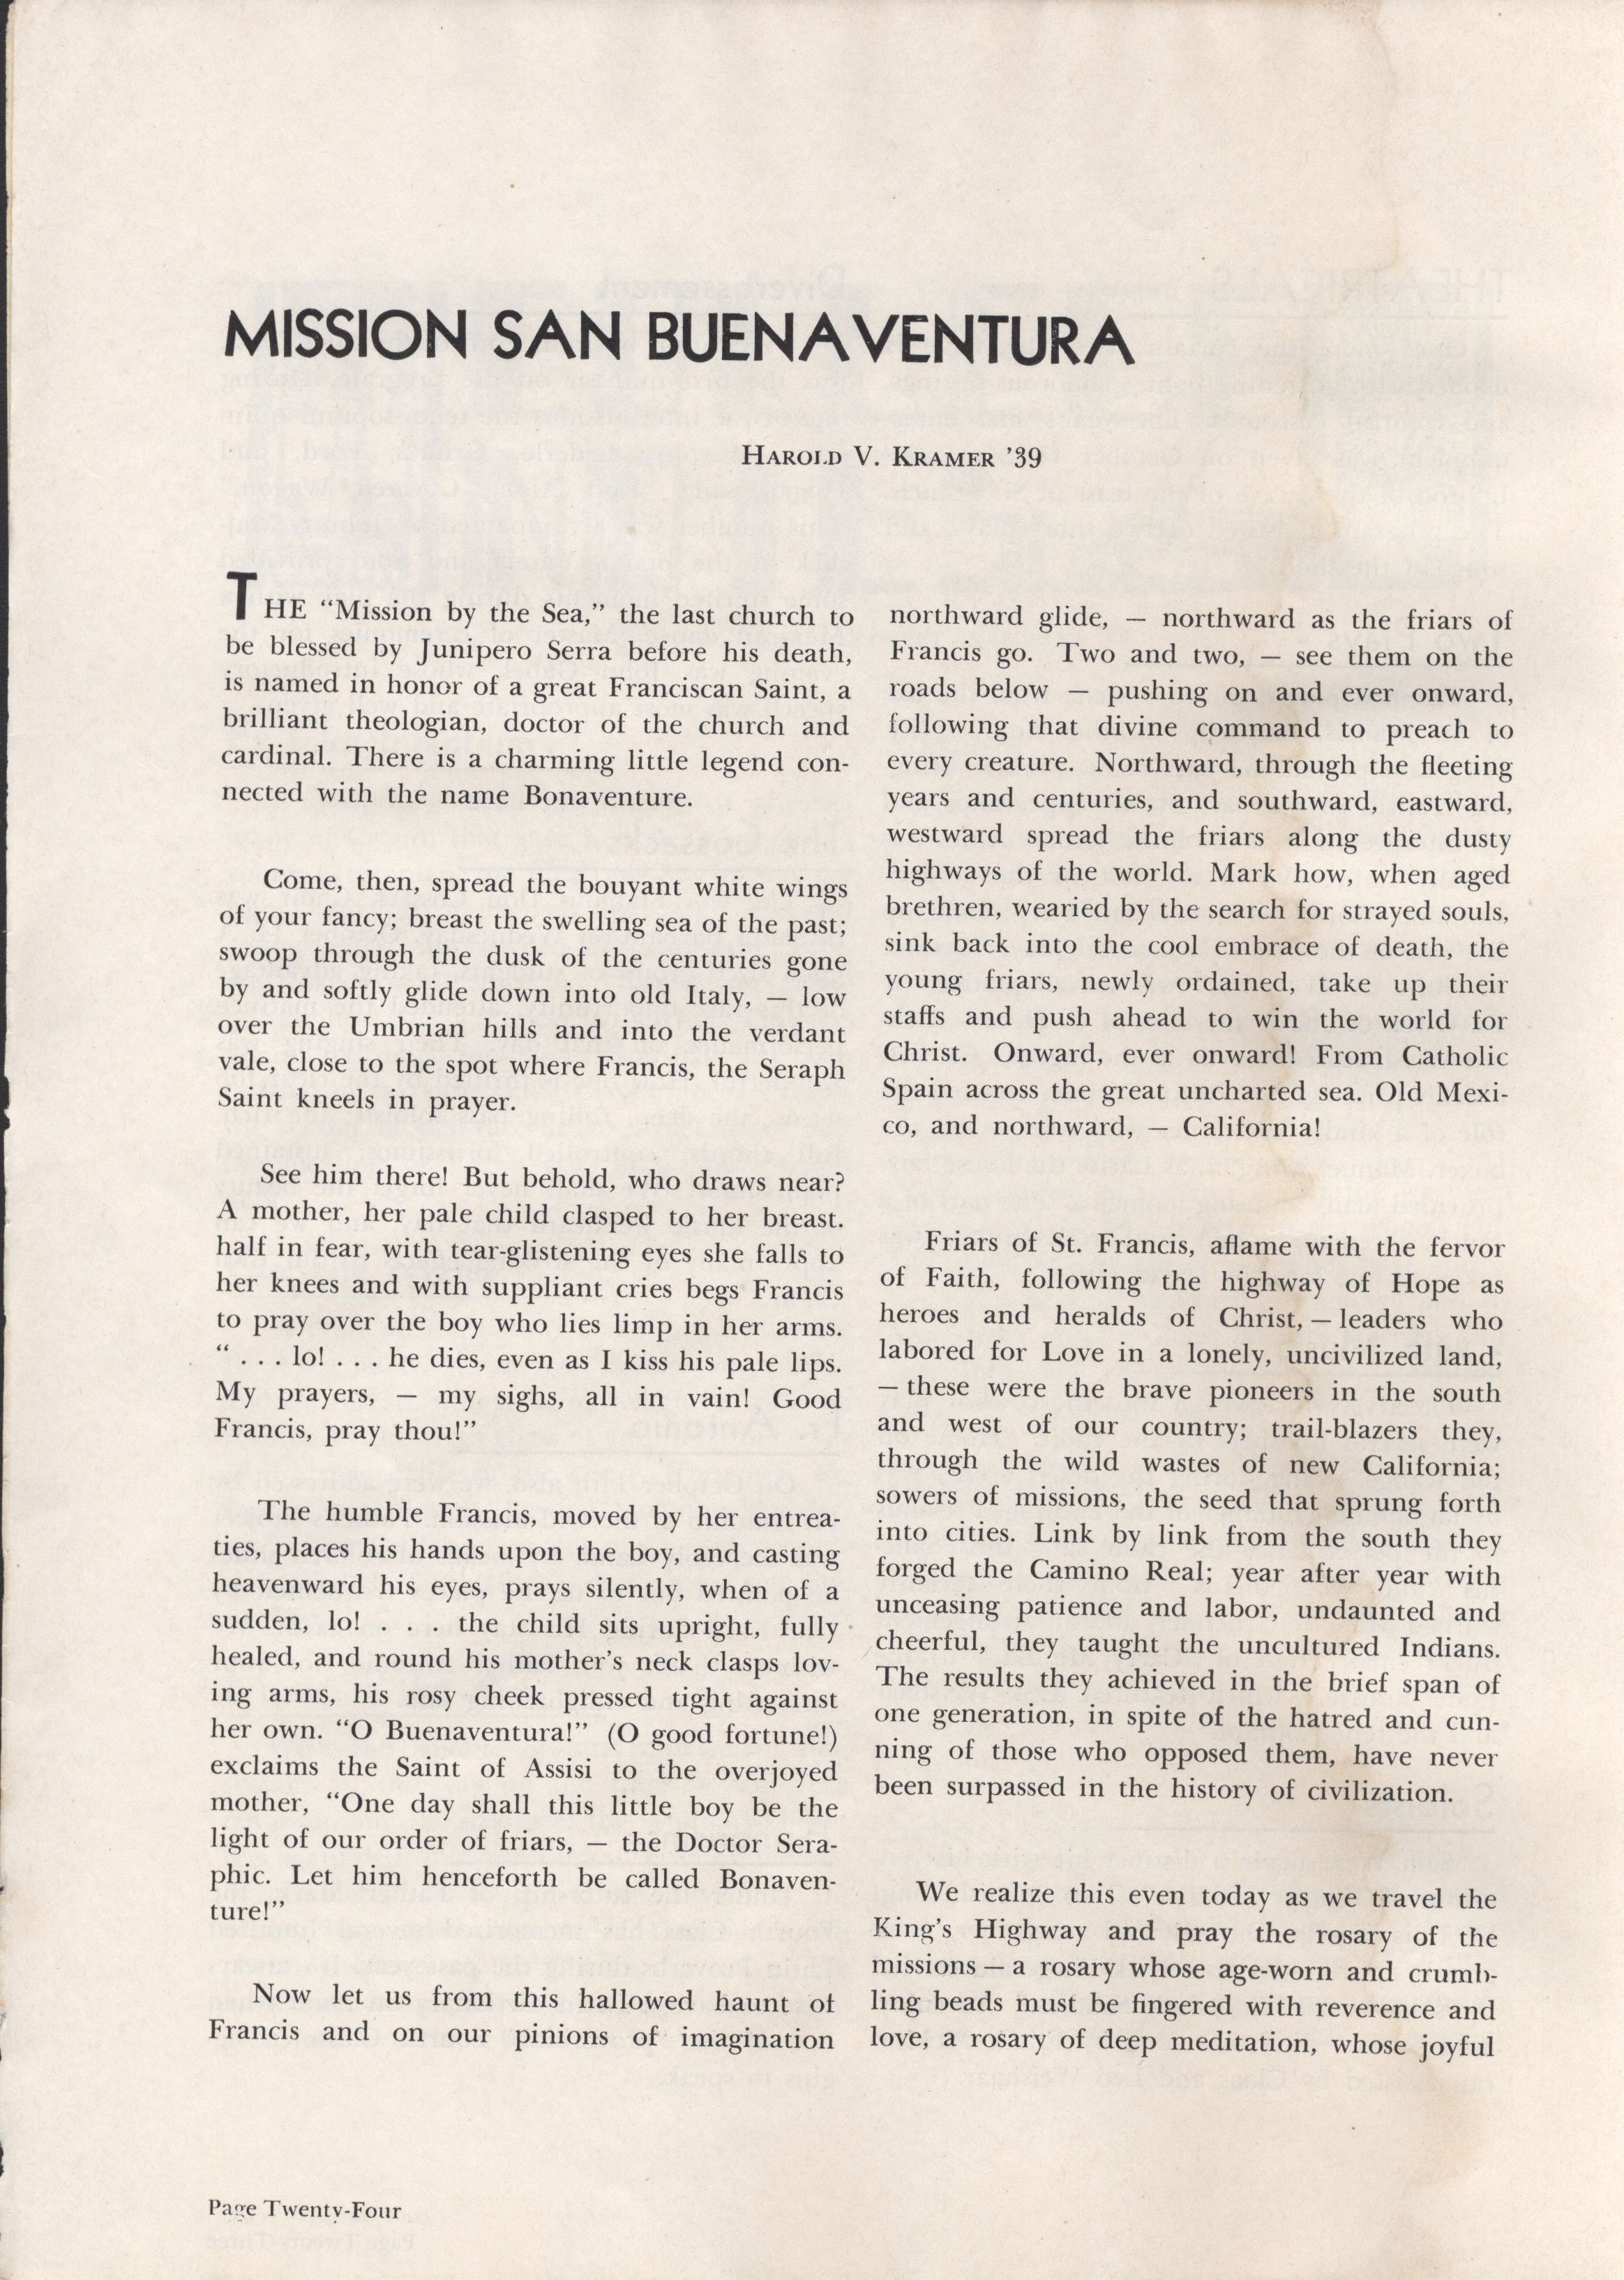 MISSION SAN BUENAVENTURA
HAROLD V. KRAMER '39
THE “Mission by the Sea,” the last church to
be blessed by Junipero Serra before his death,
is named in honor of a great Franciscan Saint, a
brilliant theologian, doctor of the church and
cardinal. There is a charming little legend con-
nected with the name Bonaventure.
Come, then, spread the bouyant white wings
of your fancy; breast the swelling sea of the past;
swoop through the dusk of the centuries gone
by and softly glide down into old Italy, — low
over the Umbrian hills and into the verdant
vale, close to the spot where Francis, the Seraph
Saint kneels in prayer.
See him there! But behold, who draws near?
A mother, her pale child clasped to her breast.
half in fear, with tear-glistening eyes she falls to
her knees and with suppliant cries begs Francis
to pray over the boy who lies limp in her arms.
“ . . . lo! . . . he dies, even as I kiss his pale lips.
My prayers, — my sighs, all in vain! Good
Francis, pray thou!”
The humble Francis, moved by her entrea-
ties, places his hands upon the boy, and casting
heavenward his eyes, prays silently, when of a
sudden, lo! . . . the child sits upright, fully
healed, and round his mother's neck clasps lov-
ing arms, his rosy cheek pressed tight against
her own. “O Buenaventura!” (O good fortune!)
exclaims the Saint of Assisi to the overjoyed
mother, “One day shall this little boy be the
light of our order of friars, — the Doctor Sera-
phic. Let him henceforth be called Bonaven-
ture!”
Now let us from this hallowed haunt of
Francis and on our pinions of imagination
northward glide, — northward as the friars of
Francis go. Two and two, — see them on the
roads below — pushing on and ever onward,
following that divine command to preach to
every creature. Northward, through the fleeting
years and centuries, and southward, eastward,
westward spread the friars along the dusty
highways of the world. Mark how, when aged
brethren, wearied by the search for strayed souls,
sink back into the cool embrace of death, the
young friars, newly ordained, take up their
staffs and push ahead to win the world for
Christ. Onward, ever onward! From Catholic
Spain across the great uncharted sea. Old Mexi-
co, and northward, — California!
Friars of St. Francis, aflame with the fervor
of Faith, following the highway of Hope as
heroes and heralds of Christ, — leaders who
labored for Love in a lonely, uncivilized land,
— these were the brave pioneers in the south
and west of our country; trail-blazers they,
through the wild wastes of new California;
sowers of missions, the seed that sprung forth
into cities. Link by link from the south they
forged the Camino Real; year after year with
unceasing patience and labor, undaunted and
cheerful, they taught the uncultured Indians.
The results they achieved in the brief span of
one generation, in spite of the hatred and cun-
ning of those who opposed them, have never
been surpassed in the history of civilization.
We realize this even today as we travel the
King's Highway and pray the rosary of the
missions — a rosary whose age-worn and crumb-
ling beads must be fingered with reverence and
love, a rosary of deep meditation, whose joyful
Page Twenty-Four